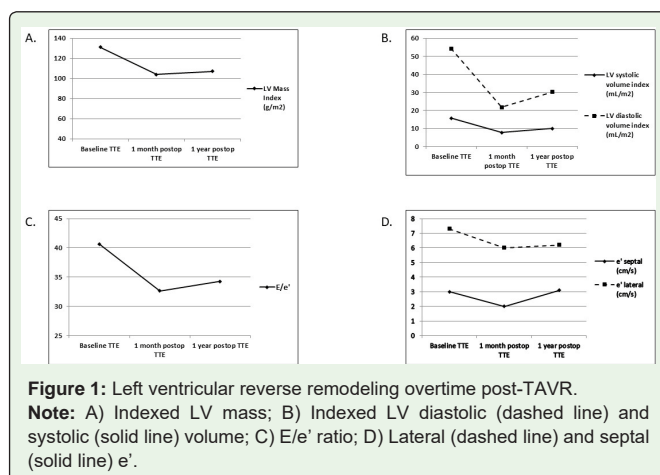 A.
140
120
100
80
60
40
Baseline TTE
1 month postop
TTE
1 year postop
TTE
LV Mass
Index
(g/m2)
B.
60
50
40
30
20
10
0
Baseline TTE
1 month
postop TTE
1 year postop
TTE
LV systolic
volume index
(mL/m2)
LV diastolic
volume index
(mL/m2)
C.
45
40
35
30
25
Baseline TTE
1 month postop
TTE
1 year postop
TTE
E/e'
D.
8
7
6
5
4
3
2
1
0
Baseline TTE
1 month postop
TTE
1 year postop
TTE
e' septal
(cm/s)
e' lateral
(cm/s)
Figure 1: Left ventricular reverse remodeling overtime post-TAVR.
Note: A) Indexed LV mass; B) Indexed LV diastolic (dashed line) and
systolic (solid line) volume; C) E/e’ ratio; D) Lateral (dashed line) and septal
(solid line) e’.